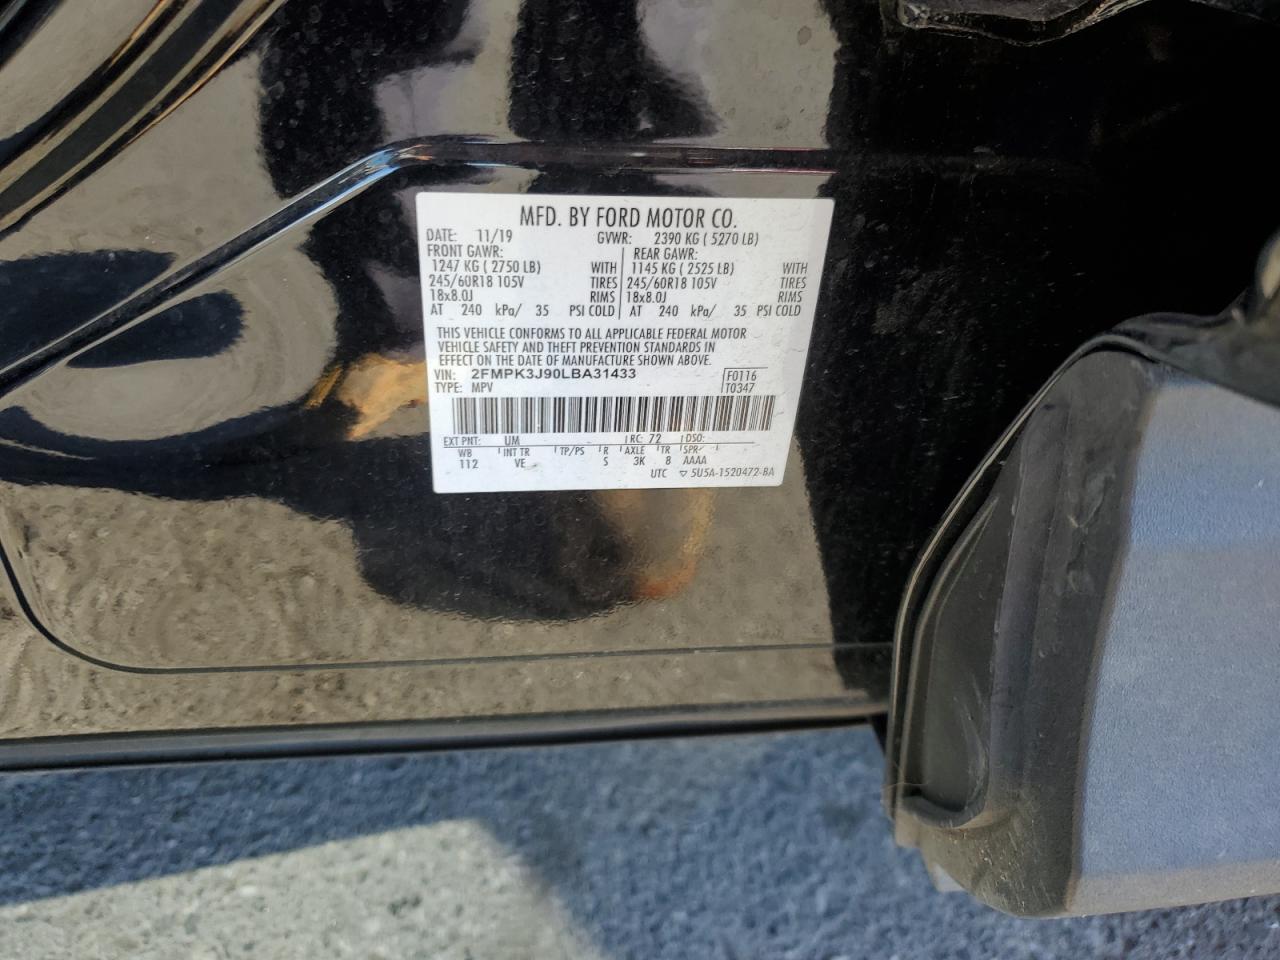 MFD. BY FORD MOTOR CO.
DATE: 11/19 GVWR: 2390 KG ( 5270 LB)
FRONT GAWR: REAR GAWR:
1247 KG ( 2750 LB) WITH 1145 KG ( 2525 LB) WITH
245/60R18 105V TIRES 245/60R18 105V TIRES
18x8.0J RIMS 18x8.0J RIMS
AT 240 kPa/ 35 PSI COLD AT 240 kPa/ 35 PSI COLD
THIS VEHICLE CONFORMS TO ALL APPLICABLE FEDERAL MOTOR
VEHICLE SAFETY AND THEFT PREVENTION STANDARDS IN
EFFECT ON THE DATE OF MANUFACTURE SHOWN ABOVE.
VIN: 2FMPK3J90LBA31433 F0116
TYPE: MPV T0347
EXT PNT: UM RC: 72 DSO:
WB INT TR TP/PS R AXLE TR SPR
112 VE S 3K 8 AAAA
UTC ▽ 5U5A-1520472-BA